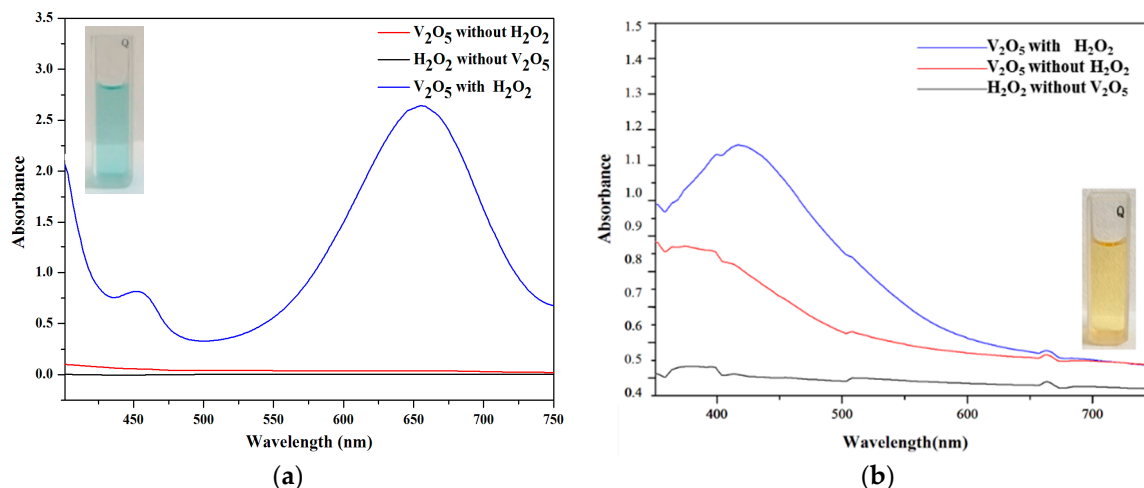 3.5
3.0
2.5
2.0
1.5
1.0
0.5
0.0
Absorbance
Q
V₂O₅ without H₂O₂
H₂O₂ without V₂O₅
V₂O₅ with H₂O₂
450 500 550 600 650 700 750
Wavelength (nm)
(a)
1.5
1.4
1.3
1.2
1.1
1.0
0.8
0.8
0.6
0.5
0.4
Absorbance
V₂O₅ with H₂O₂
V₂O₅ without H₂O₂
H₂O₂ without V₂O₅
Q
400 500 600 700
Wavelength(nm)
(b)